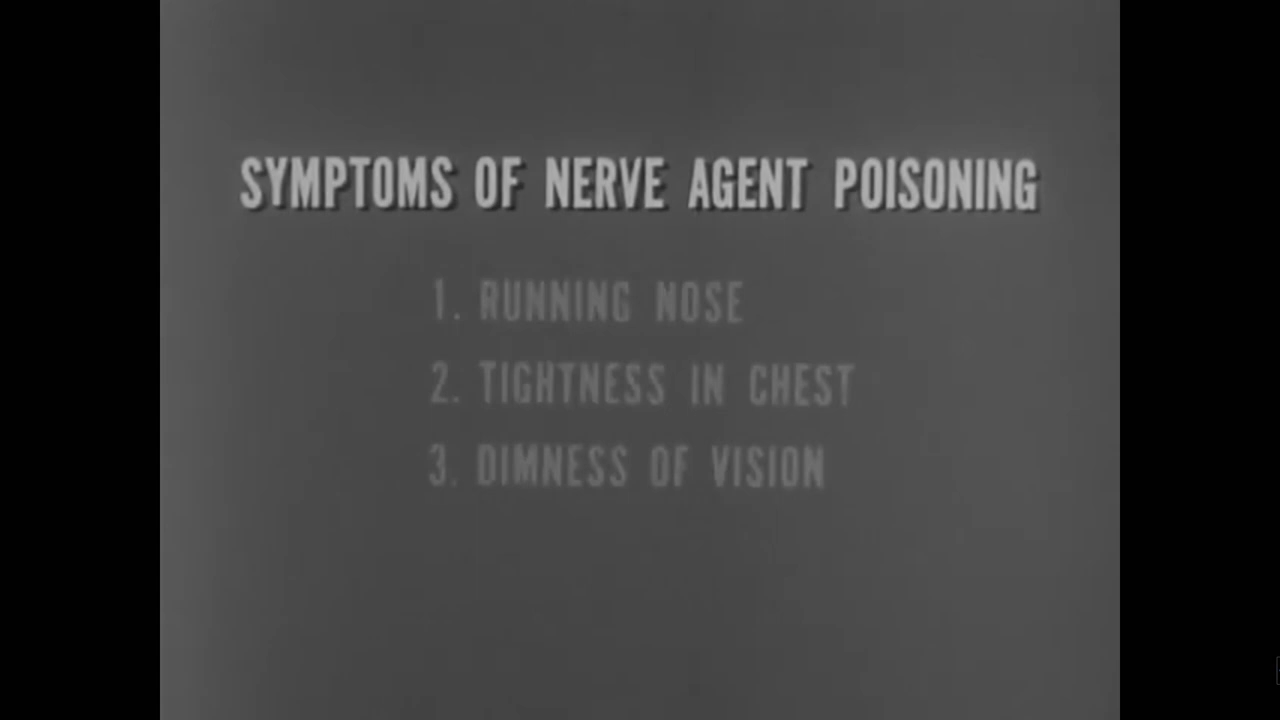 SYMPTOMS OF NERVE AGENT POISONING
1. RUNNING NOSE
2. TIGHTNESS IN CHEST
3. DIMNESS OF VISION